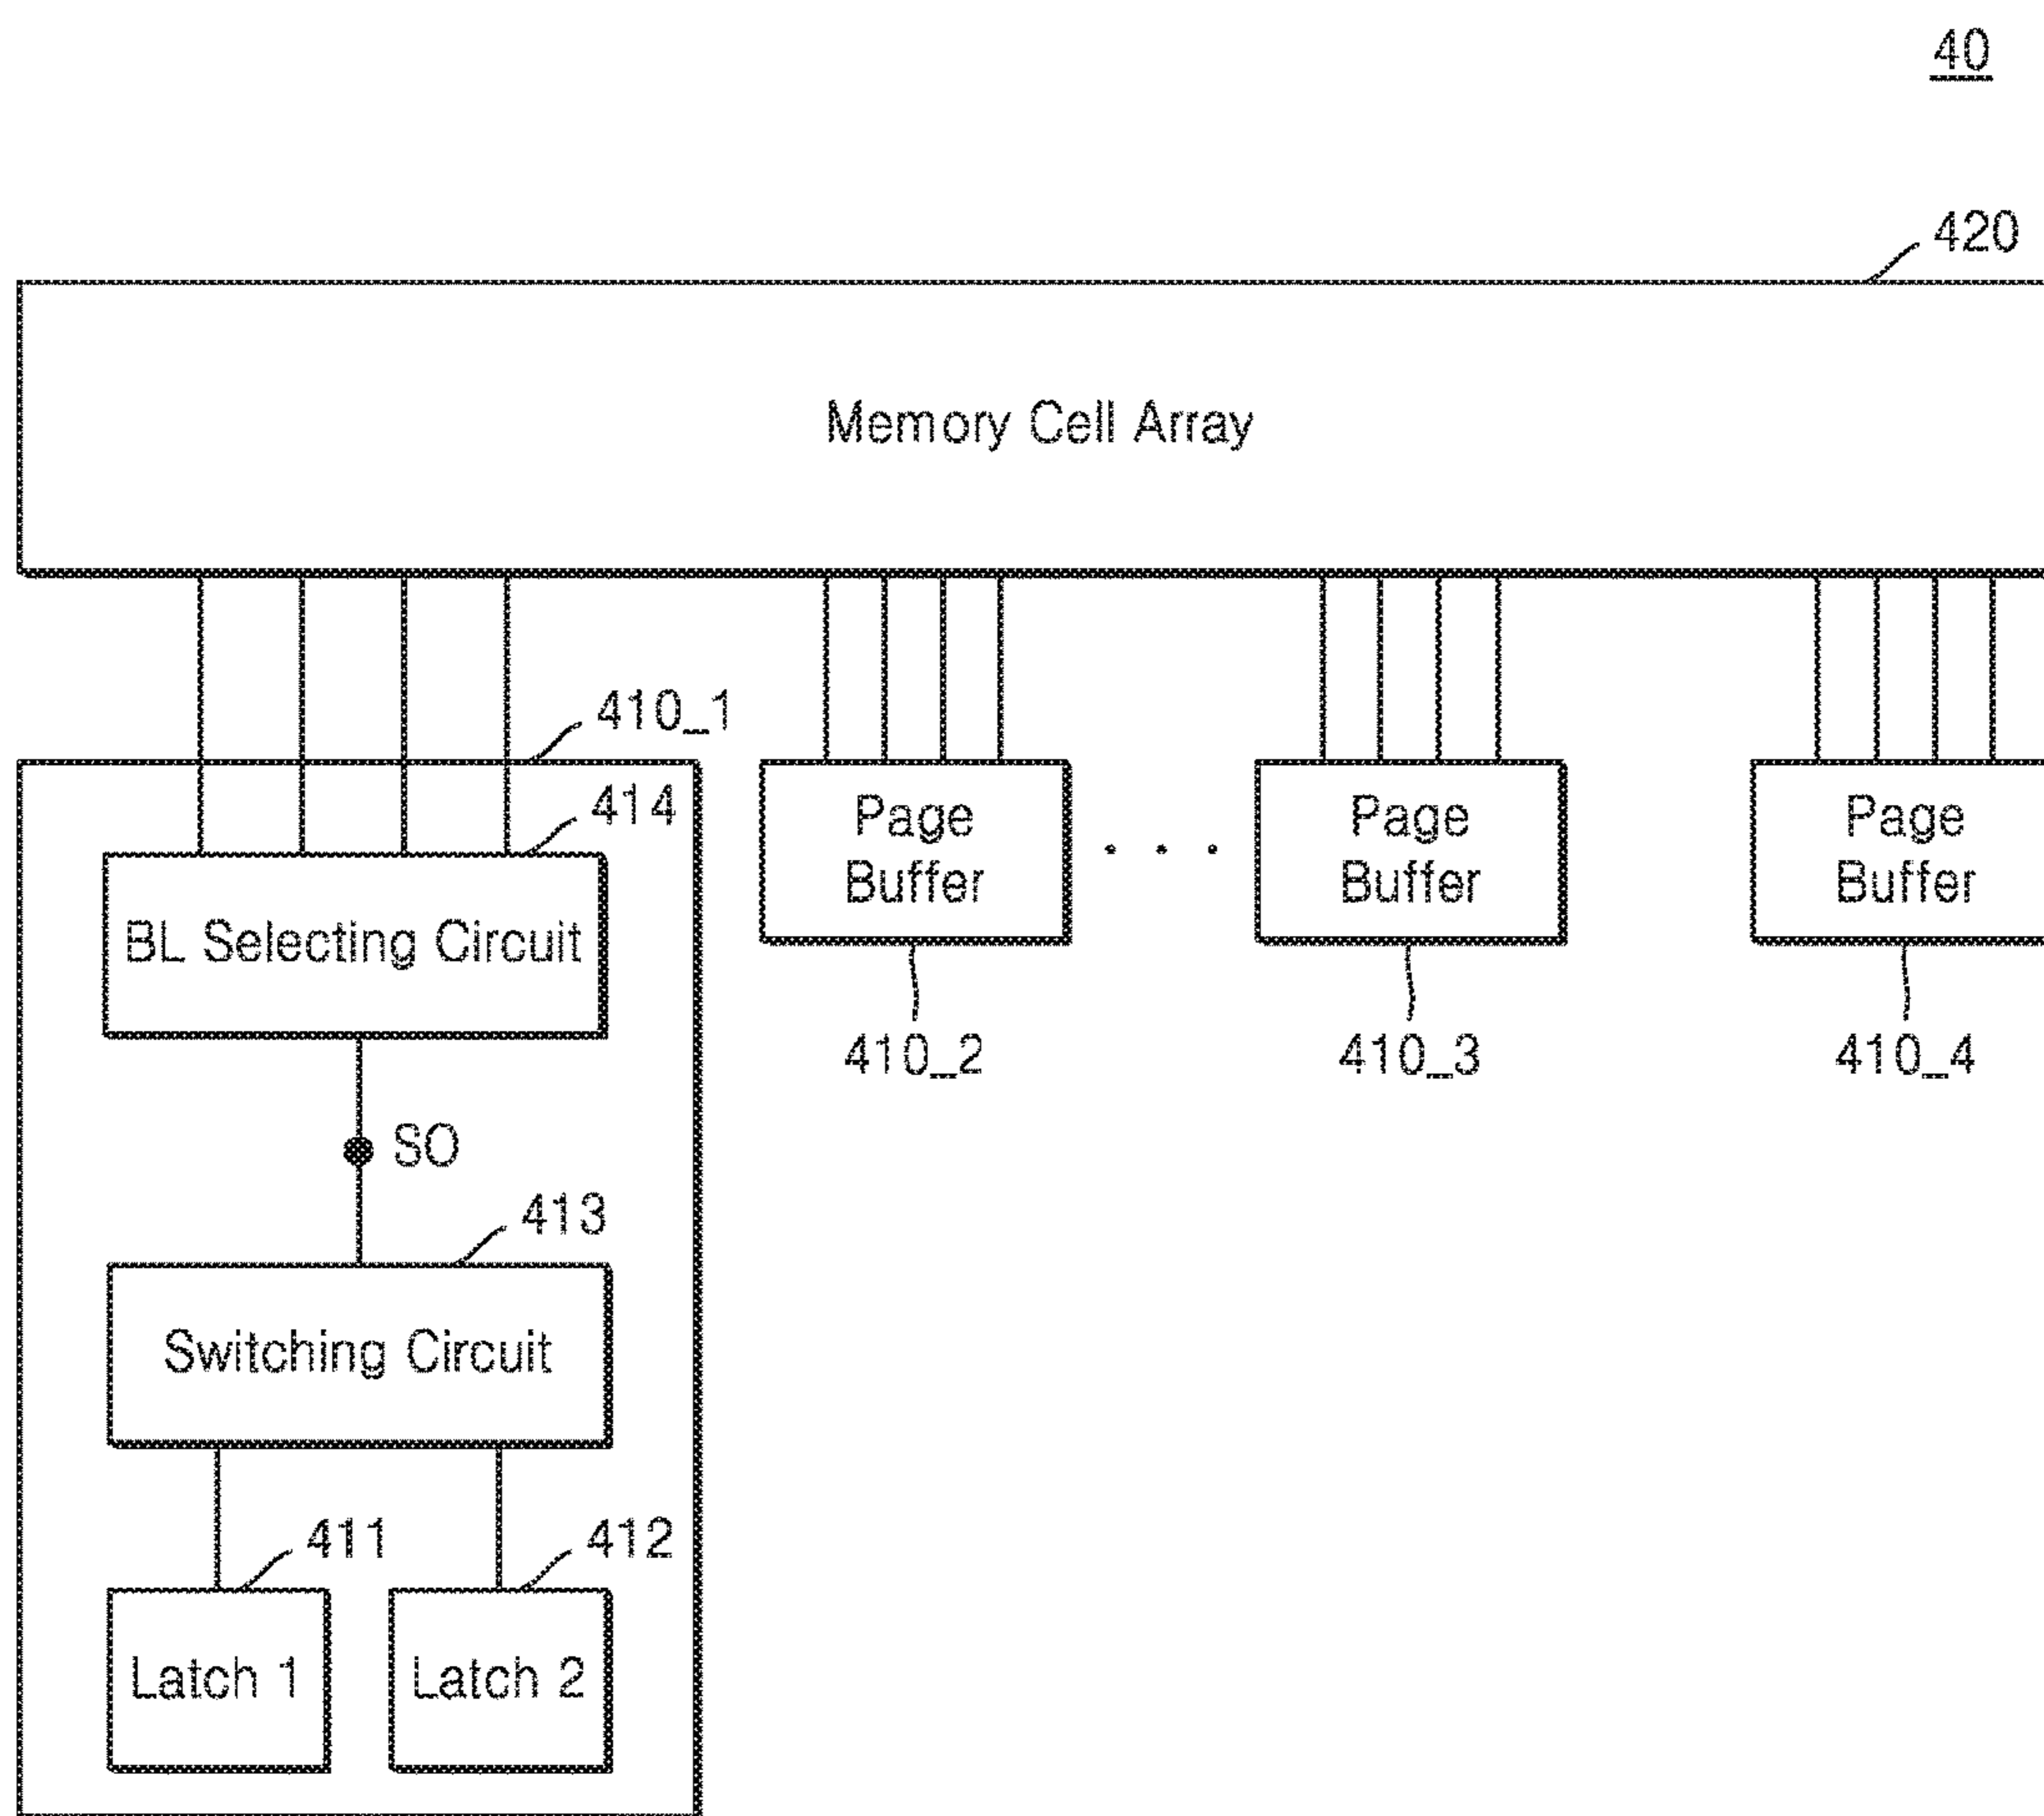 40
420
Memory Cell Array
410_1
414
BL Selecting Circuit
Page
Buffer
. . .
Page
Buffer
Page
Buffer
410_2
410_3
410_4
SO
413
Switching Circuit
411
412
Latch 1
Latch 2